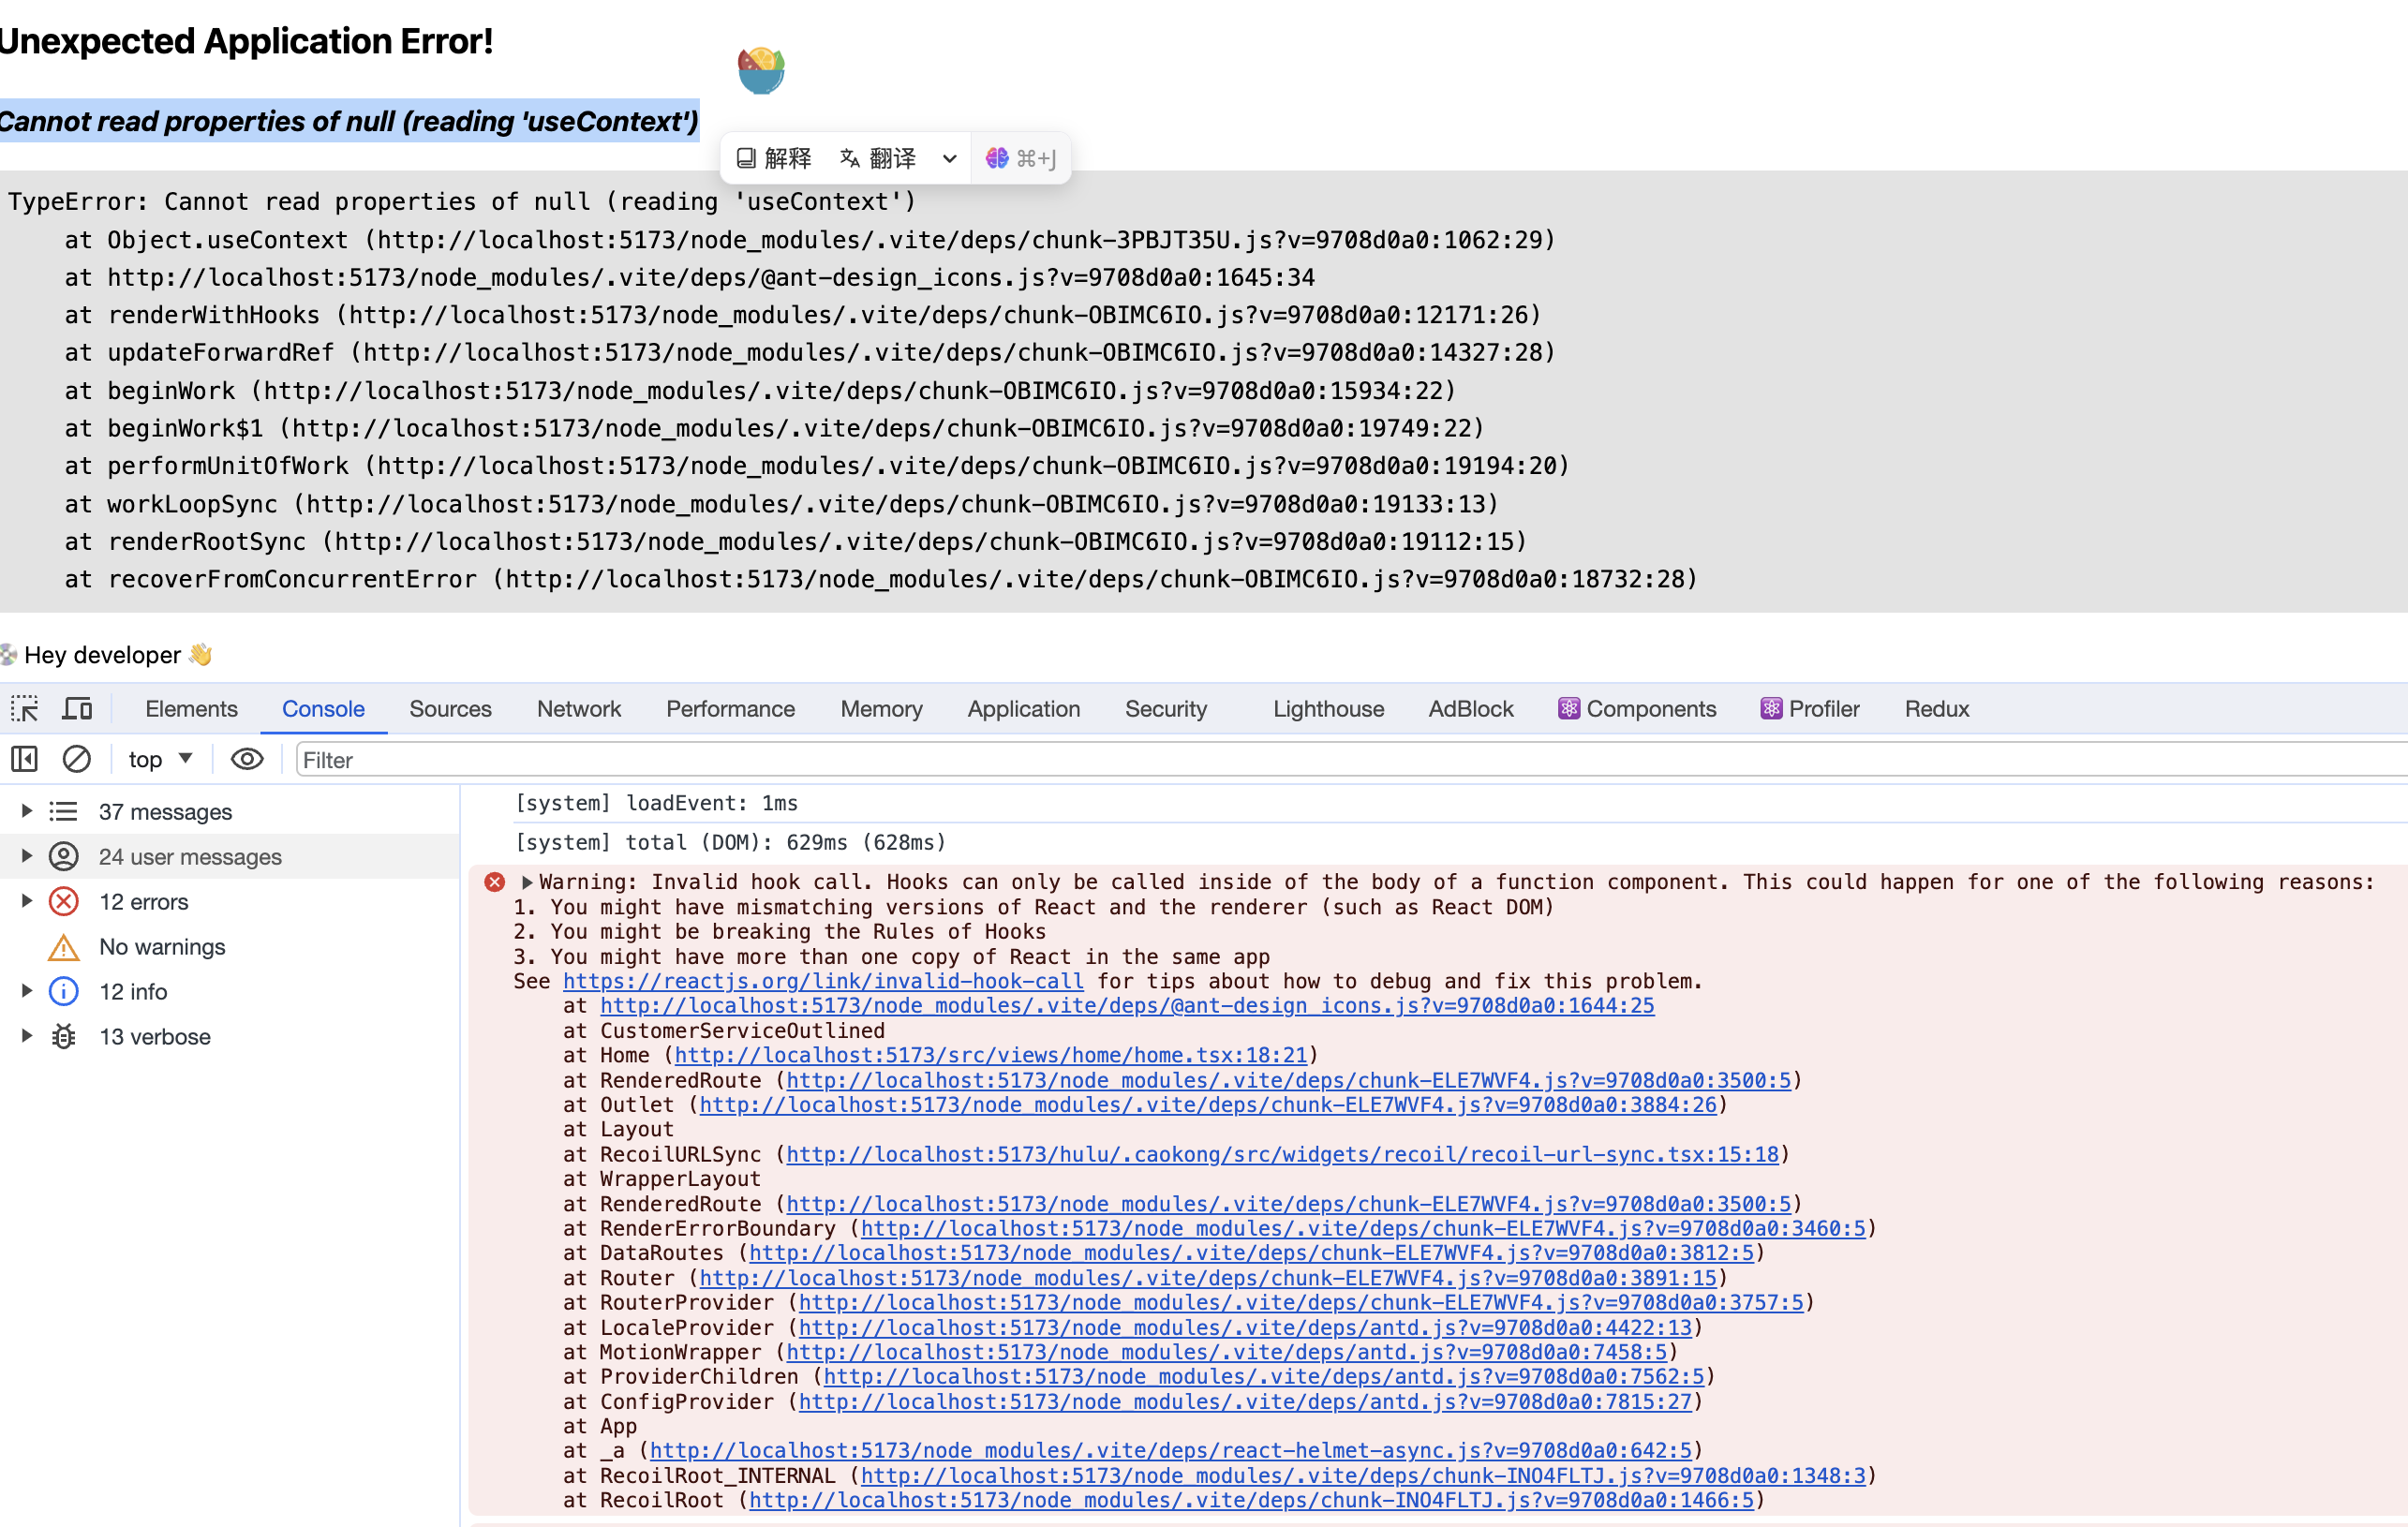 Unexpected Application Error!
Cannot read properties of null (reading 'useContext')
解释 翻译 ⌘+J
TypeError: Cannot read properties of null (reading 'useContext')
at Object.useContext (http://localhost:5173/node_modules/.vite/deps/chunk-3PBJT35U.js?v=9708d0a0:1062:29)
at http://localhost:5173/node_modules/.vite/deps/@ant-design_icons.js?v=9708d0a0:1645:34
at renderWithHooks (http://localhost:5173/node_modules/.vite/deps/chunk-OBIMC6IO.js?v=9708d0a0:12171:26)
at updateForwardRef (http://localhost:5173/node_modules/.vite/deps/chunk-OBIMC6IO.js?v=9708d0a0:14327:28)
at beginWork (http://localhost:5173/node_modules/.vite/deps/chunk-OBIMC6IO.js?v=9708d0a0:15934:22)
at beginWork$1 (http://localhost:5173/node_modules/.vite/deps/chunk-OBIMC6IO.js?v=9708d0a0:19749:22)
at performUnitOfWork (http://localhost:5173/node_modules/.vite/deps/chunk-OBIMC6IO.js?v=9708d0a0:19194:20)
at workLoopSync (http://localhost:5173/node_modules/.vite/deps/chunk-OBIMC6IO.js?v=9708d0a0:19133:13)
at renderRootSync (http://localhost:5173/node_modules/.vite/deps/chunk-OBIMC6IO.js?v=9708d0a0:19112:15)
at recoverFromConcurrentError (http://localhost:5173/node_modules/.vite/deps/chunk-OBIMC6IO.js?v=9708d0a0:18732:28)
💿 Hey developer 👋
Elements Console Sources Network Performance Memory Application Security Lighthouse AdBlock Components Profiler Redux
top Filter
37 messages
24 user messages
12 errors
No warnings
12 info
13 verbose
[system] loadEvent: 1ms
[system] total (DOM): 629ms (628ms)
Warning: Invalid hook call. Hooks can only be called inside of the body of a function component. This could happen for one of the following reasons:
1. You might have mismatching versions of React and the renderer (such as React DOM)
2. You might be breaking the Rules of Hooks
3. You might have more than one copy of React in the same app
See https://reactjs.org/link/invalid-hook-call for tips about how to debug and fix this problem.
at http://localhost:5173/node_modules/.vite/deps/@ant-design_icons.js?v=9708d0a0:1644:25
at CustomerServiceOutlined
at Home (http://localhost:5173/src/views/home/home.tsx:18:21)
at RenderedRoute (http://localhost:5173/node_modules/.vite/deps/chunk-ELE7WVF4.js?v=9708d0a0:3500:5)
at Outlet (http://localhost:5173/node_modules/.vite/deps/chunk-ELE7WVF4.js?v=9708d0a0:3884:26)
at Layout
at RecoilURLSync (http://localhost:5173/hulu/.caokong/src/widgets/recoil/recoil-url-sync.tsx:15:18)
at WrapperLayout
at RenderedRoute (http://localhost:5173/node_modules/.vite/deps/chunk-ELE7WVF4.js?v=9708d0a0:3500:5)
at RenderErrorBoundary (http://localhost:5173/node_modules/.vite/deps/chunk-ELE7WVF4.js?v=9708d0a0:3460:5)
at DataRoutes (http://localhost:5173/node_modules/.vite/deps/chunk-ELE7WVF4.js?v=9708d0a0:3812:5)
at Router (http://localhost:5173/node_modules/.vite/deps/chunk-ELE7WVF4.js?v=9708d0a0:3891:15)
at RouterProvider (http://localhost:5173/node_modules/.vite/deps/chunk-ELE7WVF4.js?v=9708d0a0:3757:5)
at LocaleProvider (http://localhost:5173/node_modules/.vite/deps/antd.js?v=9708d0a0:4422:13)
at MotionWrapper (http://localhost:5173/node_modules/.vite/deps/antd.js?v=9708d0a0:7458:5)
at ProviderChildren (http://localhost:5173/node_modules/.vite/deps/antd.js?v=9708d0a0:7562:5)
at ConfigProvider (http://localhost:5173/node_modules/.vite/deps/antd.js?v=9708d0a0:7815:27)
at App
at _a (http://localhost:5173/node_modules/.vite/deps/react-helmet-async.js?v=9708d0a0:642:5)
at RecoilRoot_INTERNAL (http://localhost:5173/node_modules/.vite/deps/chunk-INO4FLTJ.js?v=9708d0a0:1348:3)
at RecoilRoot (http://localhost:5173/node_modules/.vite/deps/chunk-INO4FLTJ.js?v=9708d0a0:1466:5)